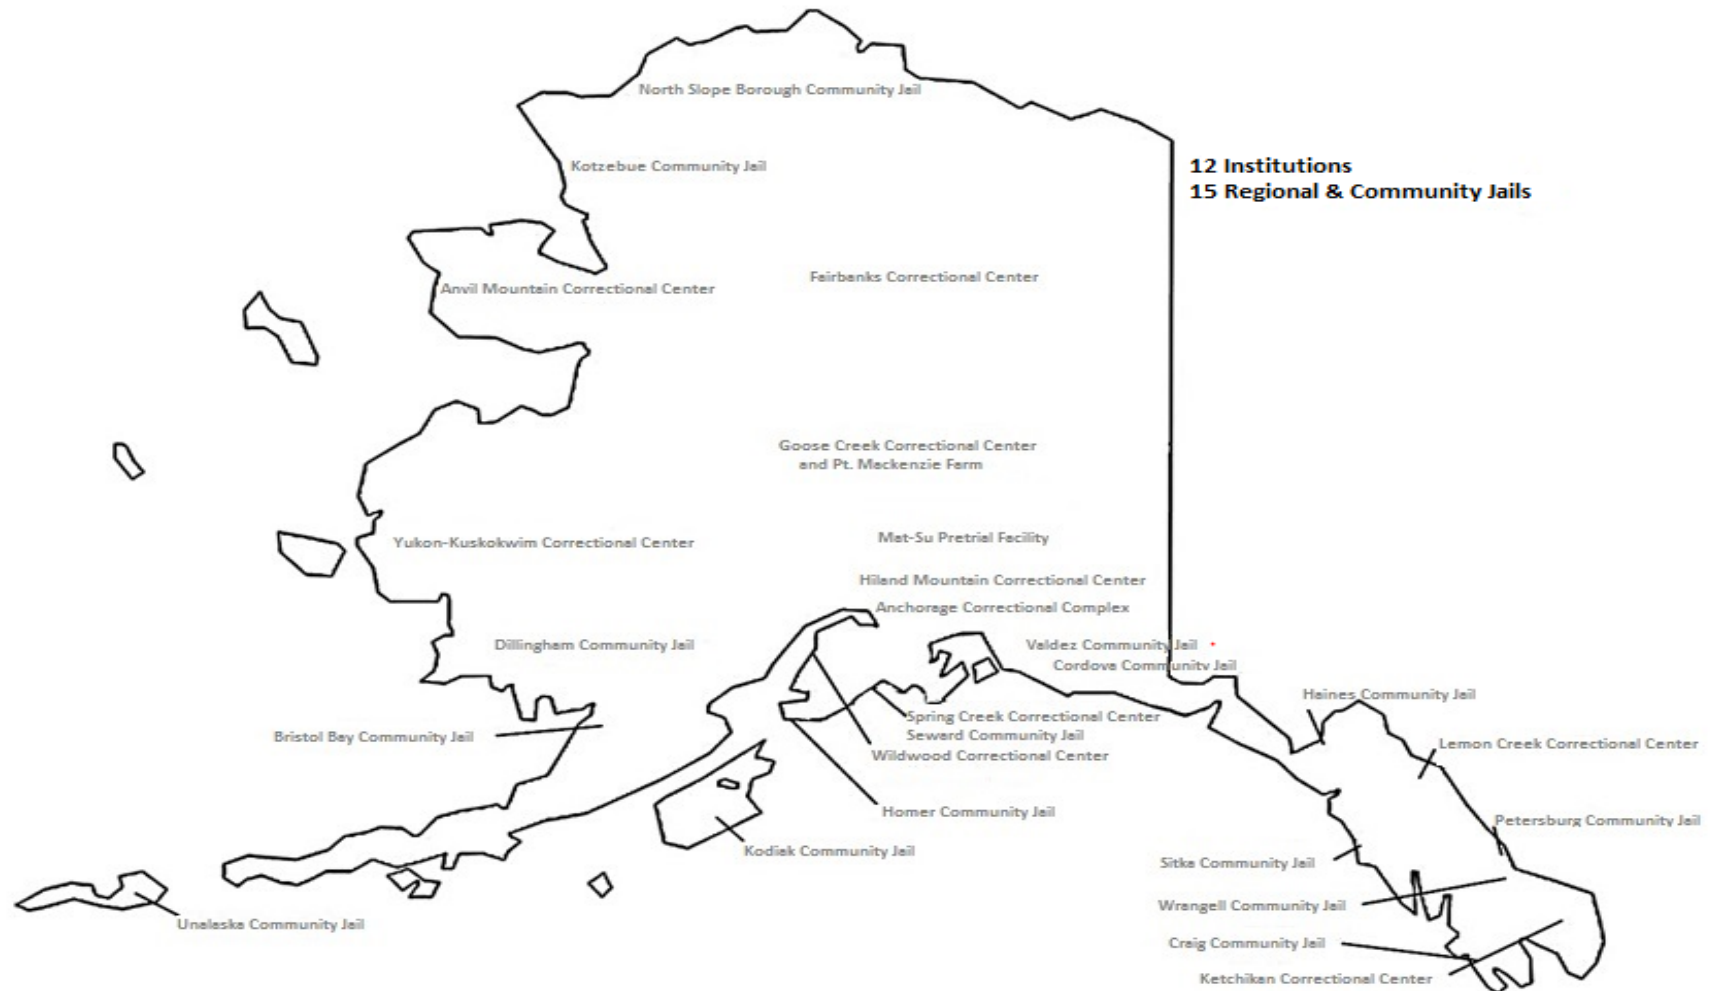 North Slope Borough Community Jail
Kotzebue Community Jail
12 Institutions
15 Regional & Community Jails
Fairbanks Correctional Center
Anvil Mountain Correctional Center
Goose Creek Correctional Center
and Pt. Mackenzie Farm
Yukon-Kuskokwim Correctional Center
Mat-Su Pretrial Facility
Hiland Mountain Correctional Center
Anchorage Correctional Complex
Dillingham Community Jail
Valdez Community Jail
Cordova Community Jail
Haines Community Jail
Spring Creek Correctional Center
Seward Community Jail
Bristol Bay Community Jail
Lemon Creek Correctional Center
Wildwood Correctional Center
Homer Community Jail
Petersburg Community Jail
Kodiak Community Jail
Sitka Community Jail
Wrangell Community Jail
Unalaska Community Jail
Craig Community Jail
Ketchikan Correctional Center